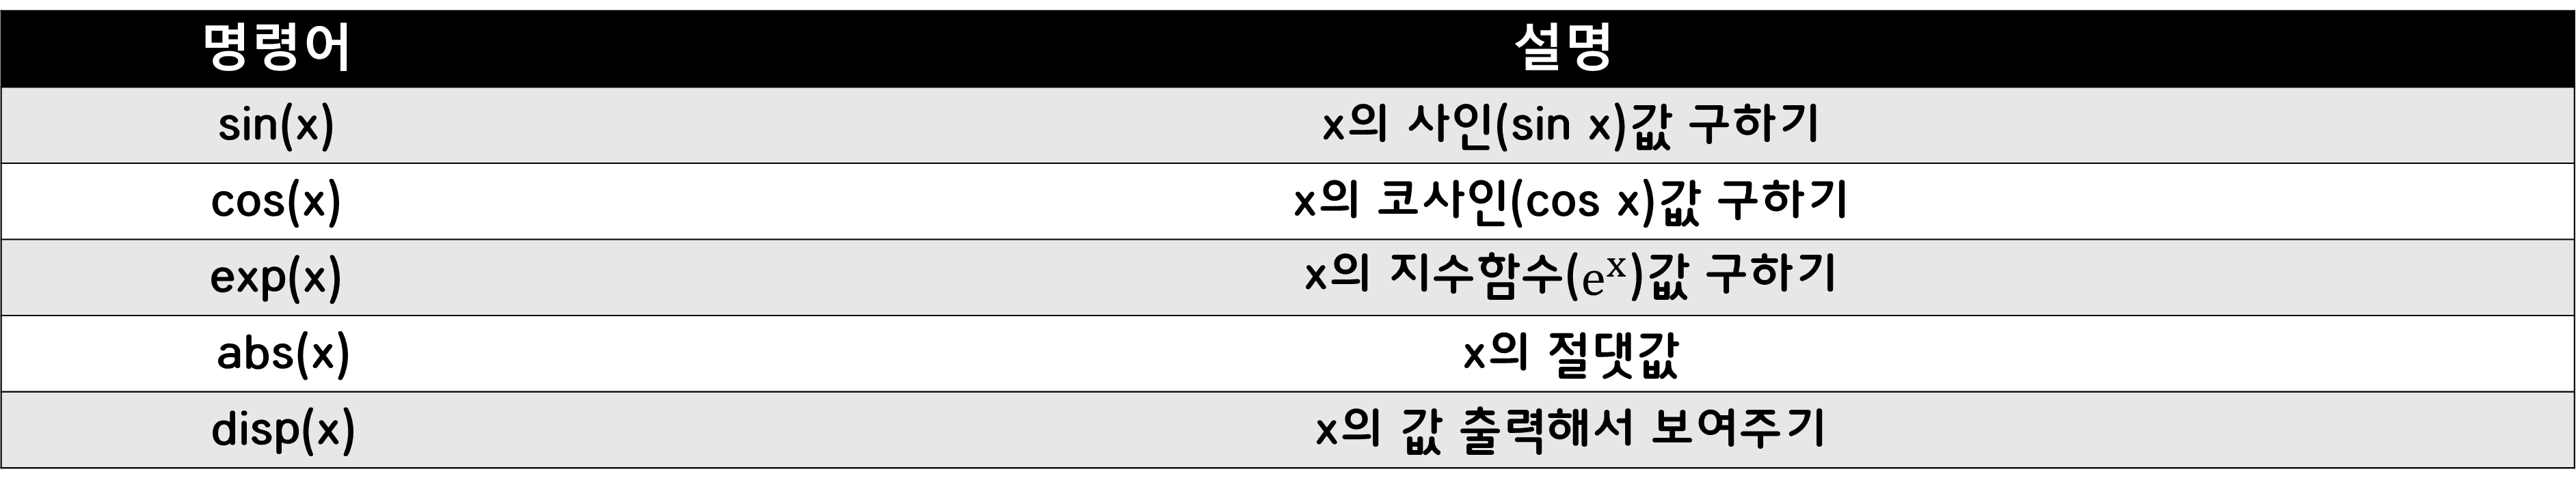 명령어 설명
sin(x) x의 사인(sin x)값 구하기
cos(x) x의 코사인(cos x)값 구하기
exp(x) x의 지수함수(eˣ)값 구하기
abs(x) x의 절댓값
disp(x) x의 값 출력해서 보여주기